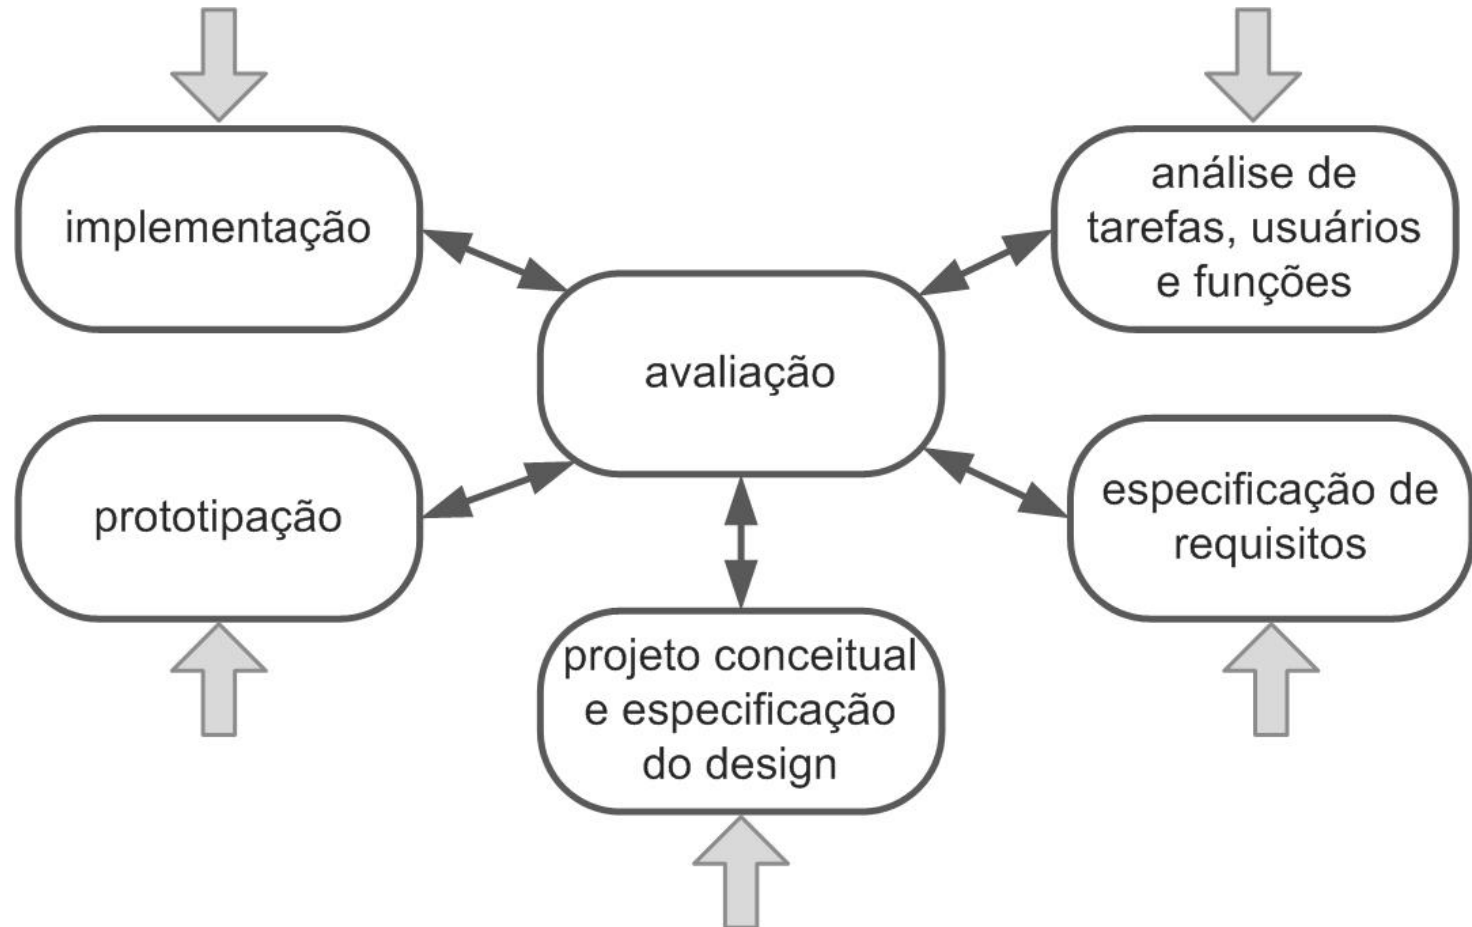 implementação
análise de
tarefas, usuários
e funções
avaliação
prototipação
especificação de
requisitos
projeto conceitual
e especificação
do design